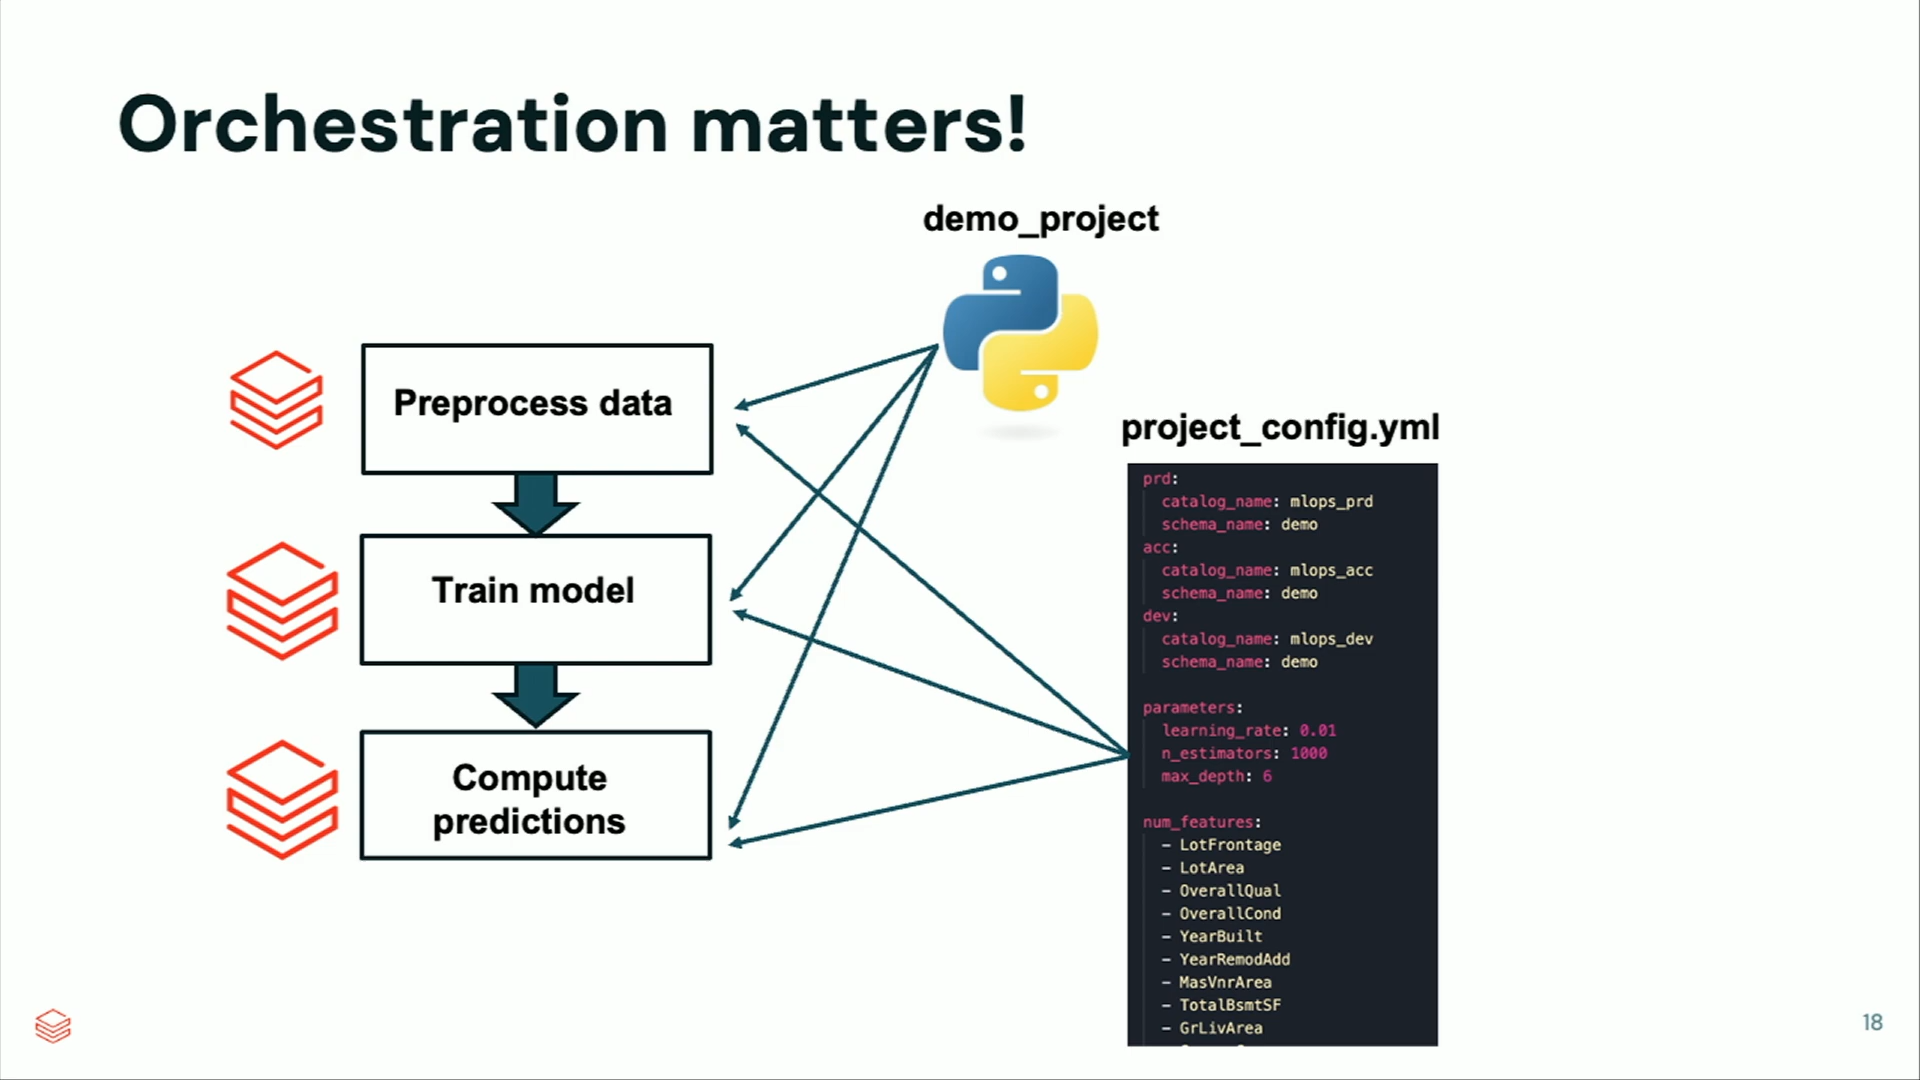 Orchestration matters!
demo_project
Preprocess data
Train model
Compute
predictions
project_config.yml
prd:
catalog_name: mlops_prd
schema_name: demo
acc:
catalog_name: mlops_acc
schema_name: demo
dev:
catalog_name: mlops_dev
schema_name: demo
parameters:
learning_rate: 0.01
n_estimators: 1000
max_depth: 6
num_features:
- LotFrontage
- LotArea
- OverallQual
- OverallCond
- YearBuilt
- YearRemodAdd
- MasVnrArea
- TotalBsmtSF
- GrLivArea
18